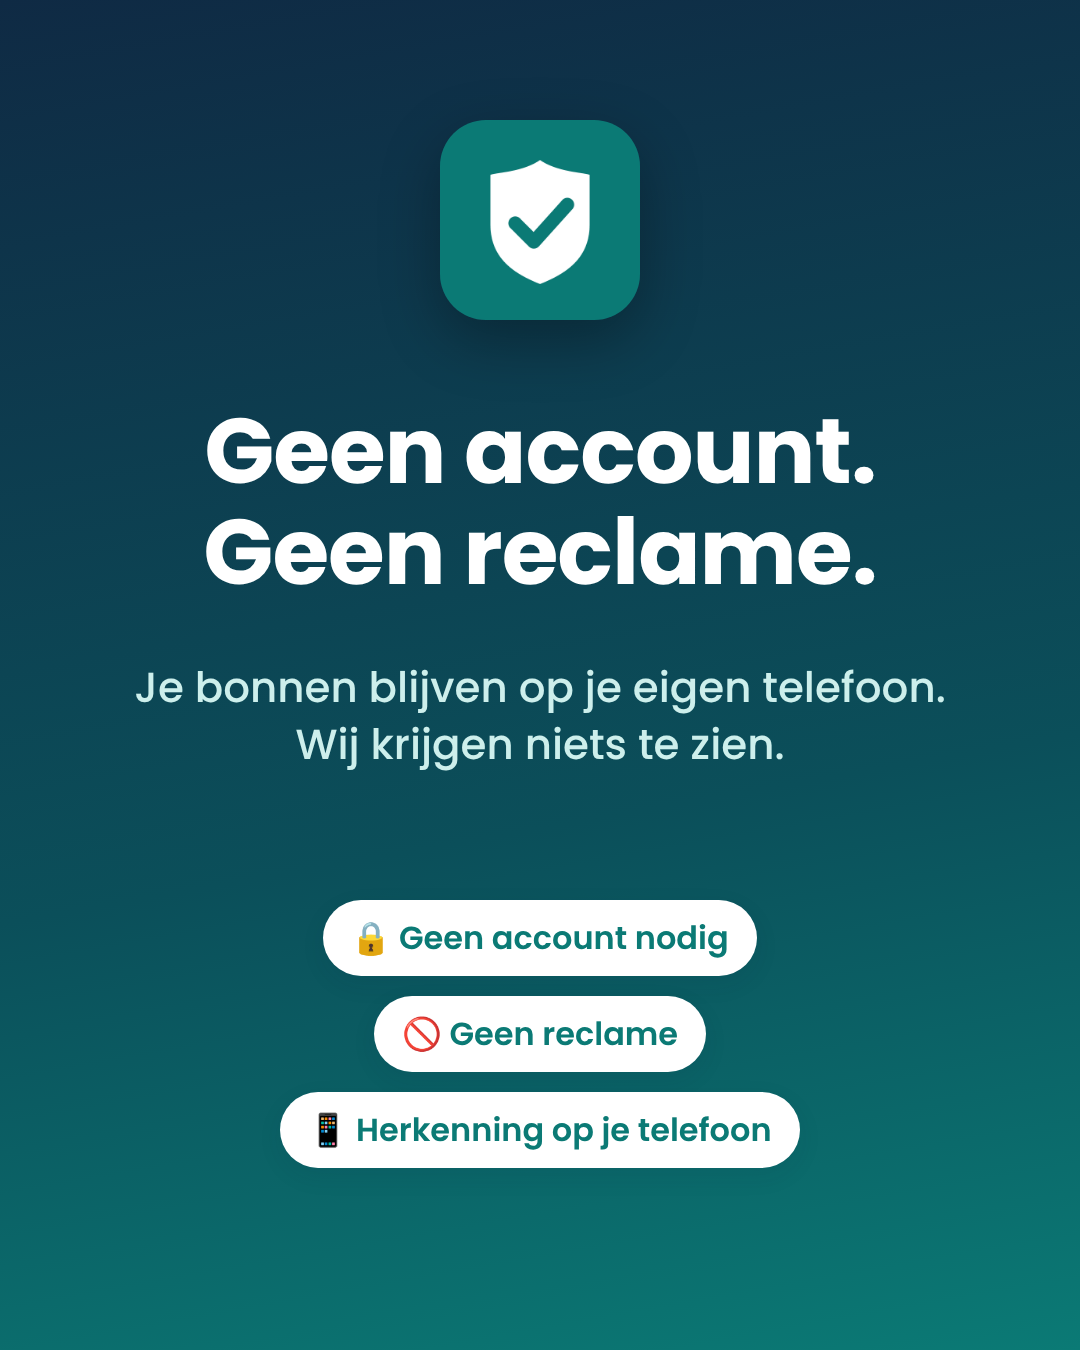 Geen account.
Geen reclame.
Je bonnen blijven op je eigen telefoon.
Wij krijgen niets te zien.
🔒 Geen account nodig
🚫 Geen reclame
📱 Herkenning op je telefoon